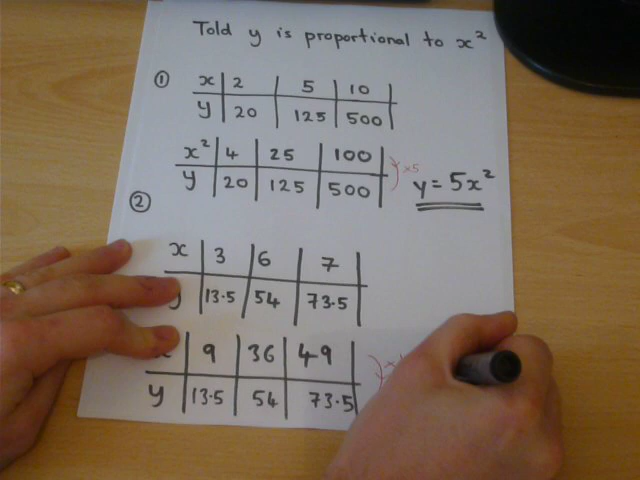 Told y is proportional to x²
① x 2 5 10
y 20 125 500
x² 4 25 100
y 20 125 500
×5
y = 5x²
②
x 3 6 7
y 13.5 54 73.5
9 36 49
y 13.5 54 73.5